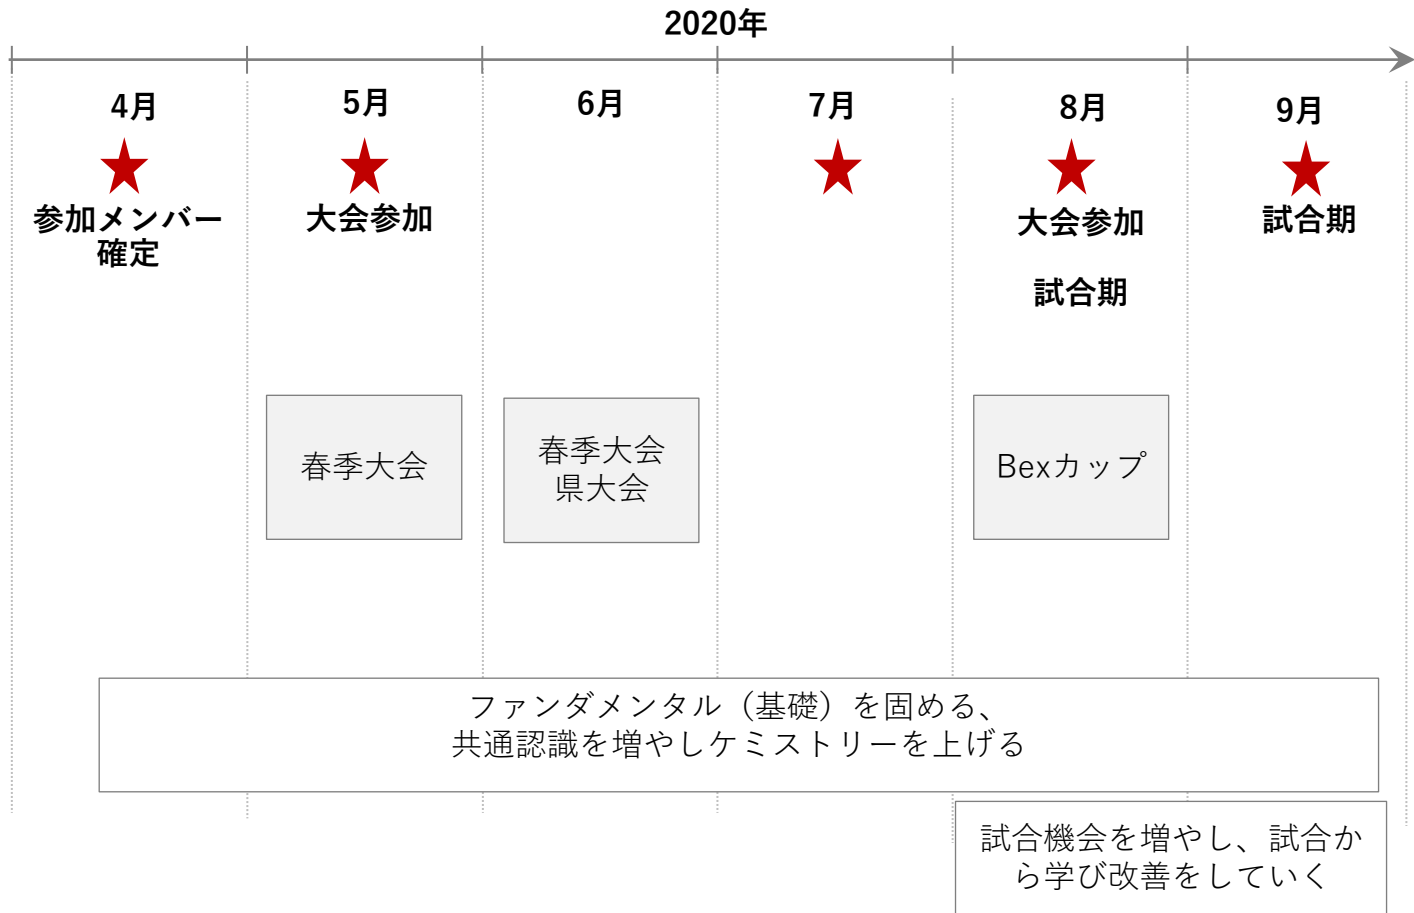 2020年
4月
5月
6月
7月
8月
9月
参加メンバー
確定
大会参加
大会参加
試合期
試合期
春季大会
春季大会
県大会
Bexカップ
ファンダメンタル（基礎）を固める、
共通認識を増やしケミストリーを上げる
試合機会を増やし、試合か
ら学び改善をしていく